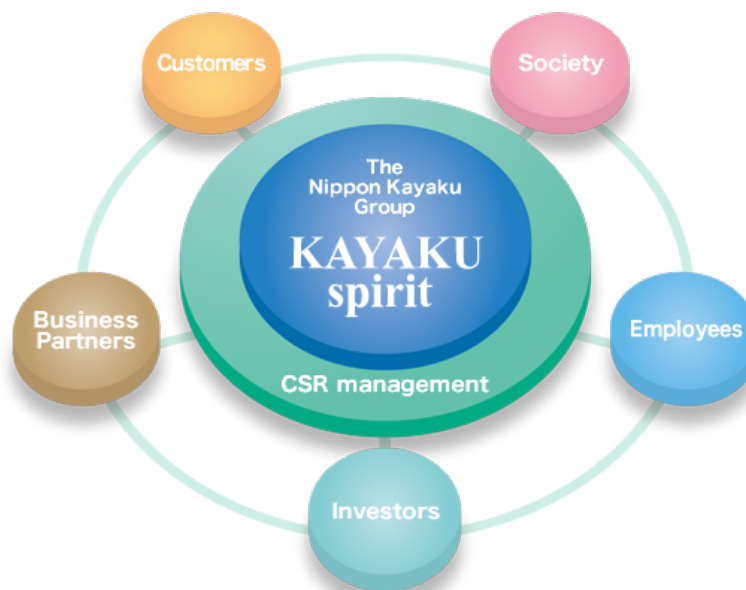 Customers
Society
The
Nippon Kayaku
Group
KAYAKU
spirit
Business
Partners
Employees
CSR management
Investors